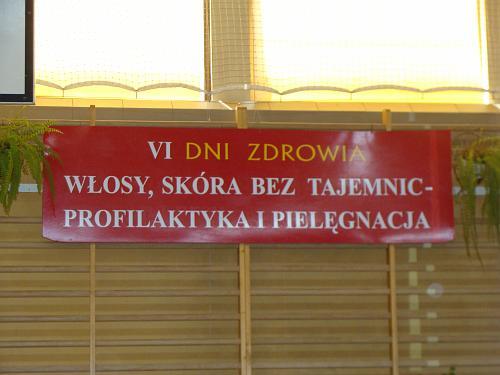 VI DNI ZDROWIA
WŁOSY, SKÓRA BEZ TAJEMNIC-
PROFILAKTYKA I PIELĘGNACJA